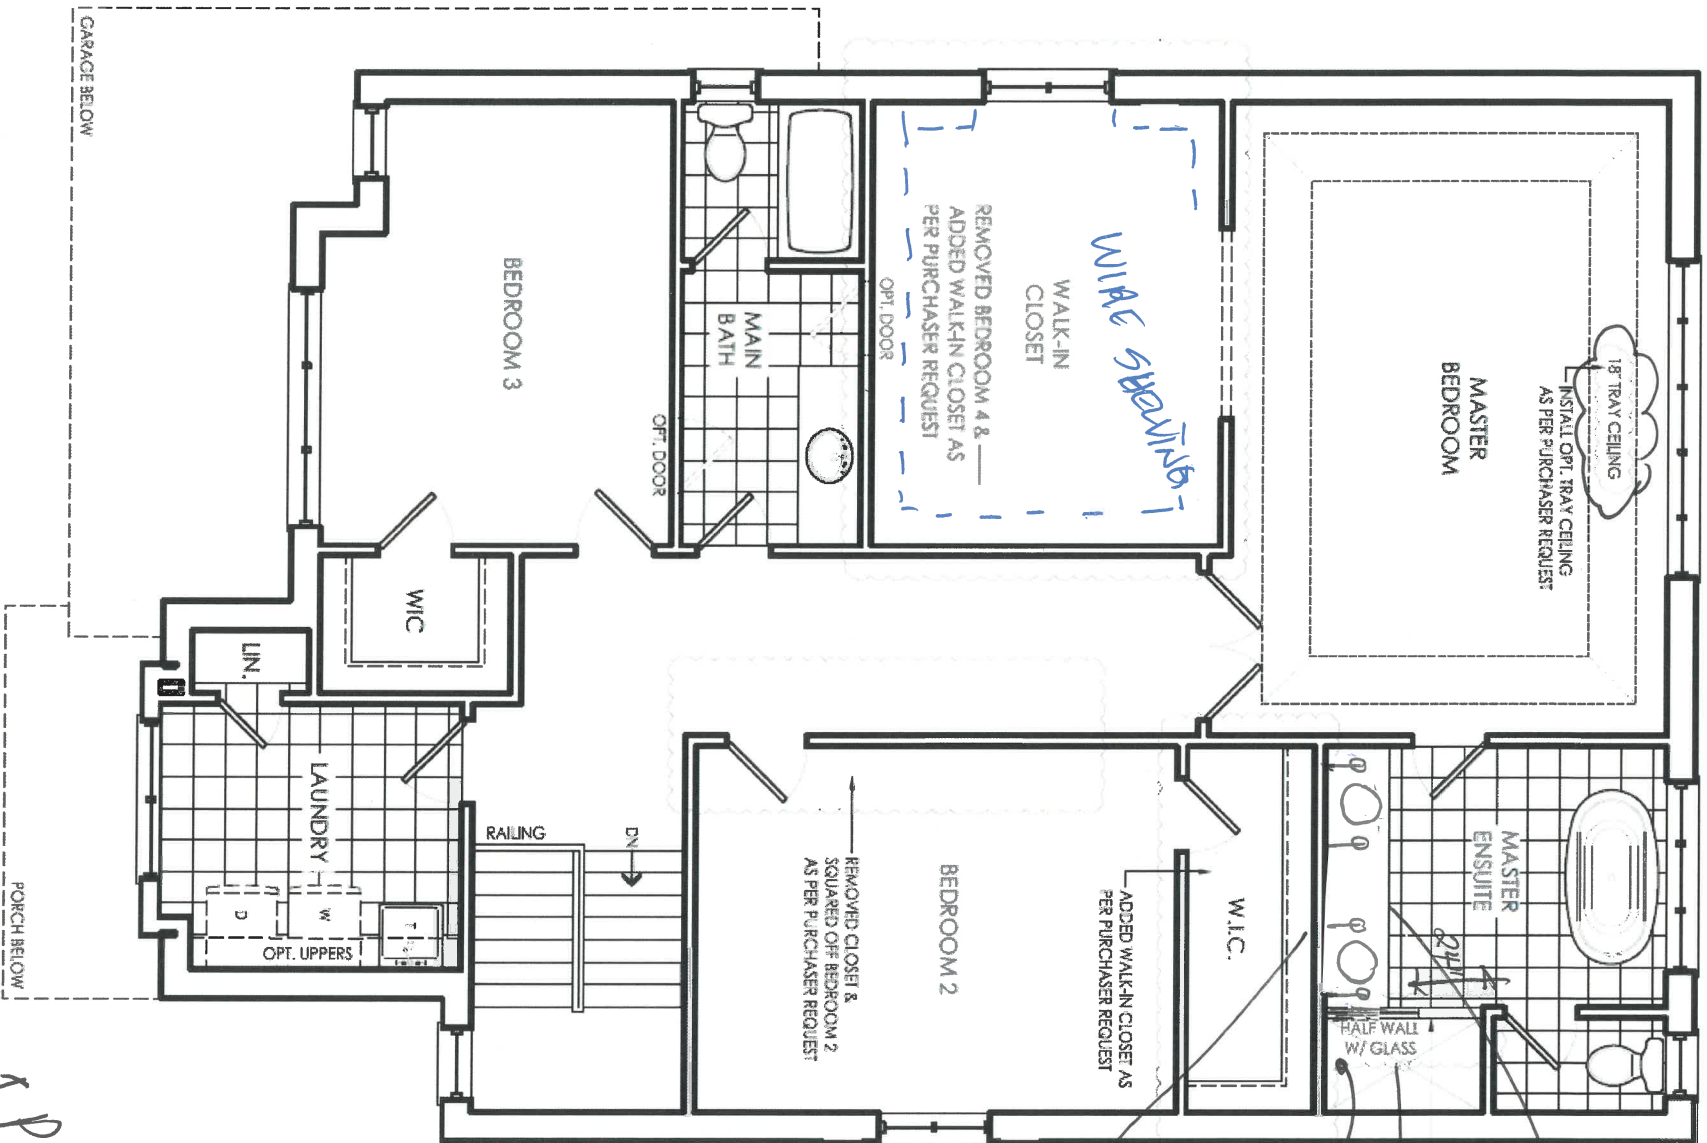 GARAGE BELOW
BEDROOM 3
OPT. DOOR
MAIN
BATH
OPT. DOOR
WALK-IN
CLOSET
REMOVED BEDROOM 4 &
ADDED WALK-IN CLOSET AS
PER PURCHASER REQUEST
WIRE SHELVING
MASTER
BEDROOM
18" TRAY CEILING
INSTALL OPT. TRAY CEILING
AS PER PURCHASER REQUEST
WIC
LIN.
LAUNDRY
D
W
T
OPT. UPPERS
RAILING
DN
REMOVED CLOSET &
SQUARED OFF BEDROOM 2
AS PER PURCHASER REQUEST
BEDROOM 2
ADDED WALK-IN CLOSET AS
PER PURCHASER REQUEST
W.I.C.
MASTER
ENSUITE
HALF WALL
W/ GLASS
PORCH BELOW